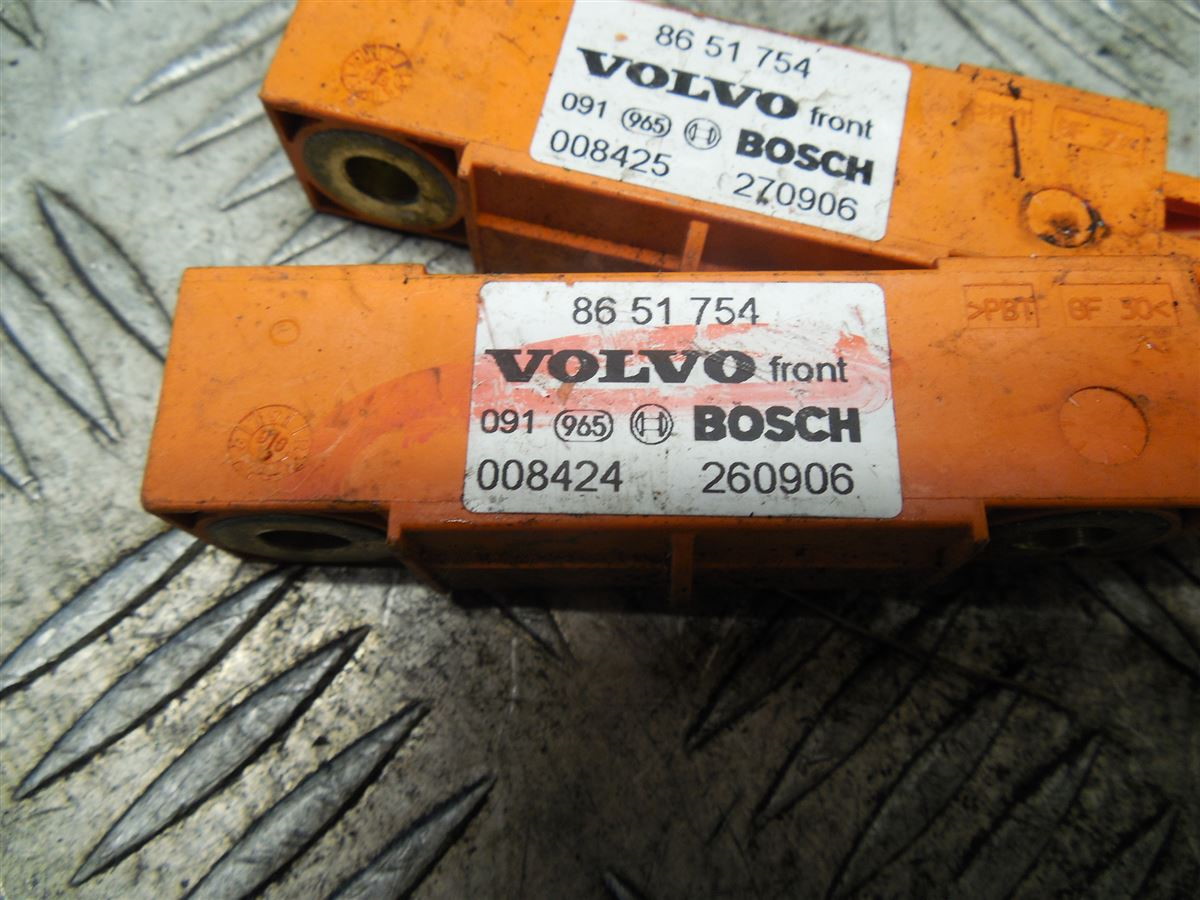 86 51 754
VOLVO front
091 965 BOSCH
008425 270906
86 51 754
VOLVO front
091 965 BOSCH
008424 260906
>PBT GF 30<